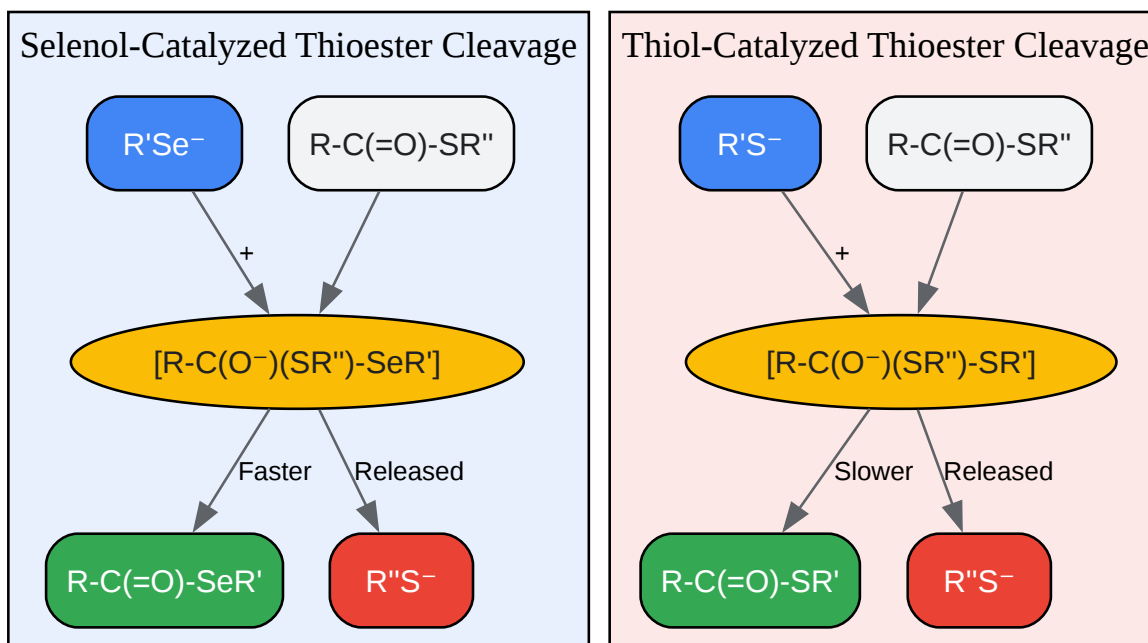 Selenol-Catalyzed Thioester Cleavage
R'Se⁻
R-C(=O)-SR"
+
[R-C(O⁻)(SR")-SeR']
Faster
Released
R-C(=O)-SeR'
R"S⁻
Thiol-Catalyzed Thioester Cleavage
R'S⁻
R-C(=O)-SR"
+
[R-C(O⁻)(SR")-SR']
Slower
Released
R-C(=O)-SR'
R"S⁻